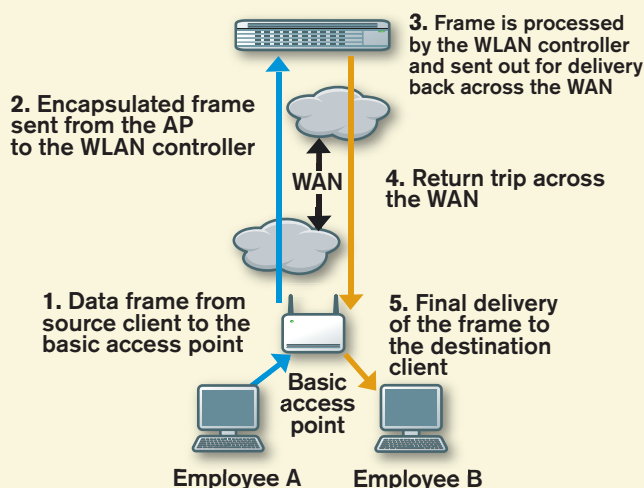 3. Frame is processed
by the WLAN controller
and sent out for delivery
back across the WAN
2. Encapsulated frame
sent from the AP
to the WLAN controller
WAN
4. Return trip across
the WAN
1. Data frame from
source client to the
basic access point
5. Final delivery
of the frame to
the destination
client
Basic
access
point
Employee A
Employee B